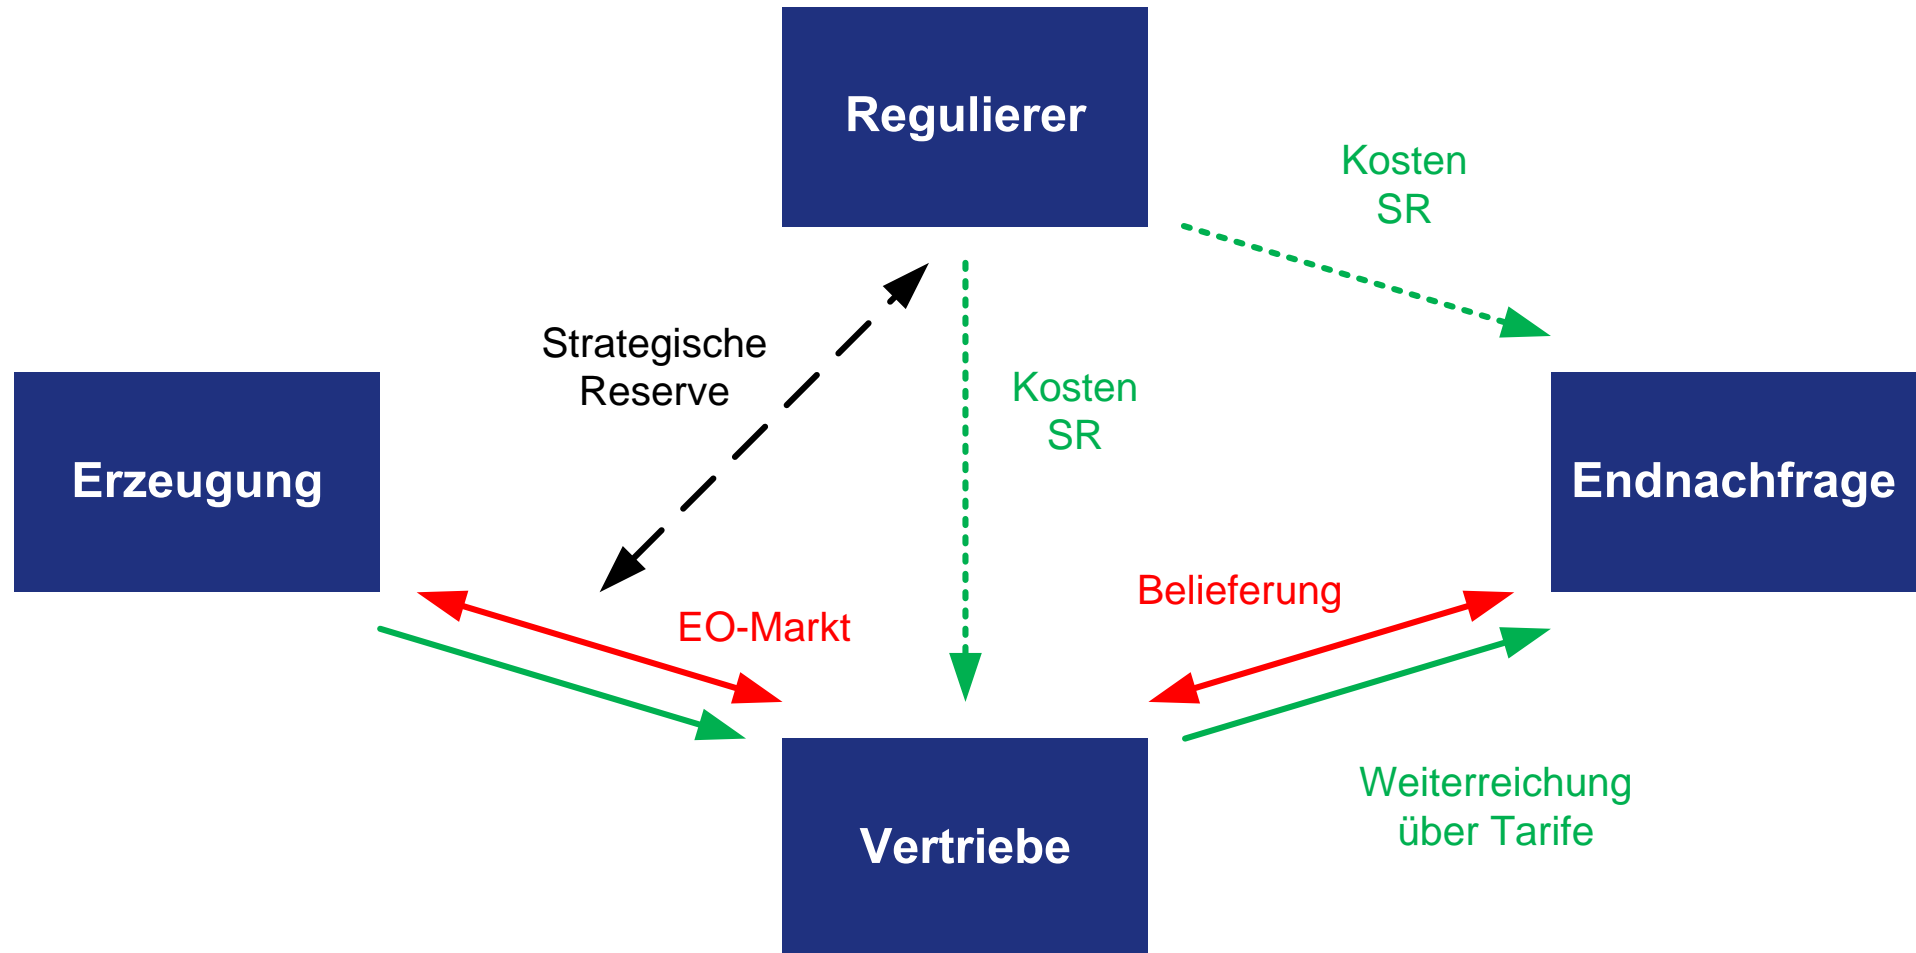 Regulierer
Kosten
SR
Strategische
Reserve
Kosten
SR
Erzeugung
Endnachfrage
EO-Markt
Belieferung
Vertriebe
Weiterreichung
über Tarife